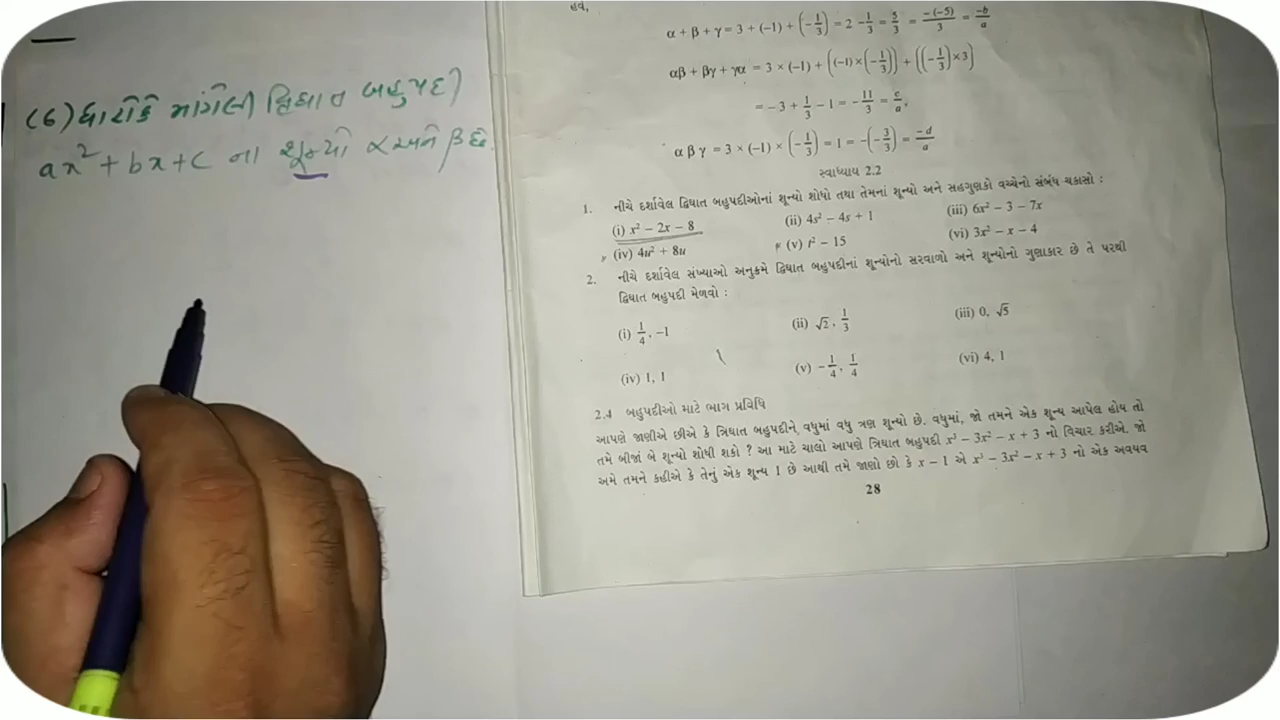 (6) ધારોકે માંગેલી દ્વિઘાત બહુપદી
ax² + bx + c ના શૂન્યો α અને β છે.
હવે,
α + β + γ = 3 + (–1) + (–1/3) = 2 – 1/3 = 5/3 = –(–5)/3 = –b/a
αβ + βγ + γα = 3 × (–1) + ((–1) × (–1/3)) + ((–1/3) × 3)
= – 3 + 1/3 – 1 = – 11/3 = c/a,
α β γ = 3 × (–1) × (–1/3) = 1 = –(–3/3) = –d/a
સ્વાધ્યાય 2.2
1. નીચે દર્શાવેલ દ્વિઘાત બહુપદીઓનાં શૂન્યો શોધો તથા તેમનાં શૂન્યો અને સહગુણકો વચ્ચેનો સંબંધ ચકાસો :
(i) x² – 2x – 8 (ii) 4s² – 4s + 1 (iii) 6x² – 3 – 7x
(iv) 4u² + 8u (v) t² – 15 (vi) 3x² – x – 4
2. નીચે દર્શાવેલ સંખ્યાઓ અનુક્રમે દ્વિઘાત બહુપદીનાં શૂન્યોનો સરવાળો અને શૂન્યોનો ગુણાકાર છે તે પરથી
દ્વિઘાત બહુપદી મેળવો :
(i) 1/4, –1 (ii) √2, 1/3 (iii) 0, √5
(iv) 1, 1 (v) –1/4, 1/4 (vi) 4, 1
2.4 બહુપદીઓ માટે ભાગ પ્રવિધિ
આપણે જાણીએ છીએ કે ત્રિઘાત બહુપદીને વધુમાં વધુ ત્રણ શૂન્યો છે. વધુમાં, જો તમને એક શૂન્ય આપેલ હોય તો
તમે બીજાં બે શૂન્યો શોધી શકો ? આ માટે ચાલો આપણે ત્રિઘાત બહુપદી x³ – 3x² – x + 3 નો વિચાર કરીએ. જો
અમે તમને કહીએ કે તેનું એક શૂન્ય 1 છે આથી તમે જાણો છો કે x – 1 એ x³ – 3x² – x + 3 નો એક અવયવ
28